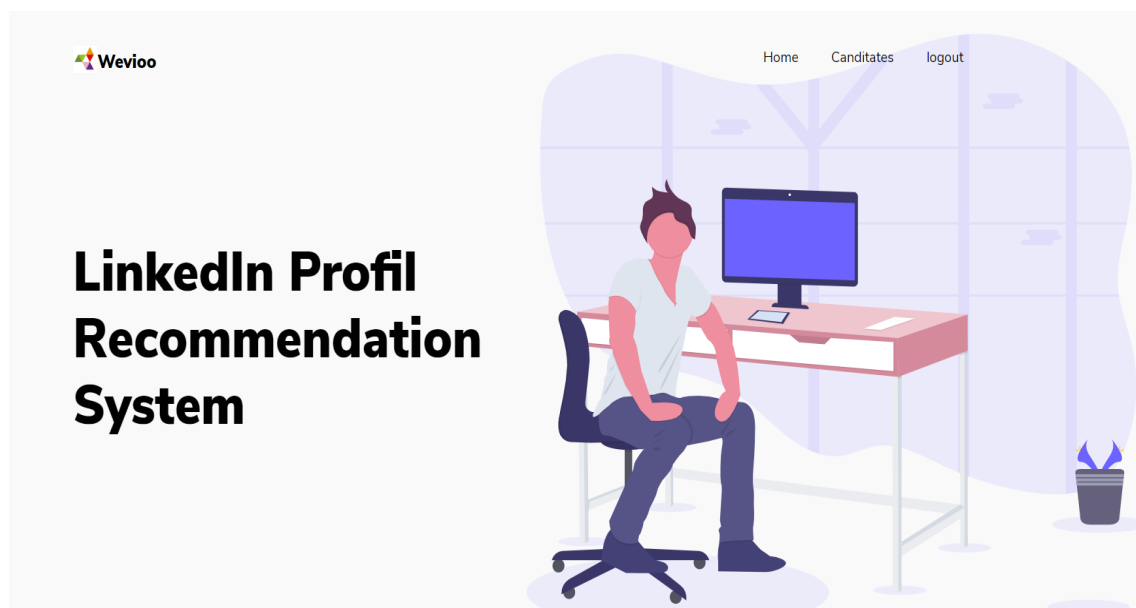 Wevioo
Home Canditates logout
LinkedIn Profil
Recommendation
System